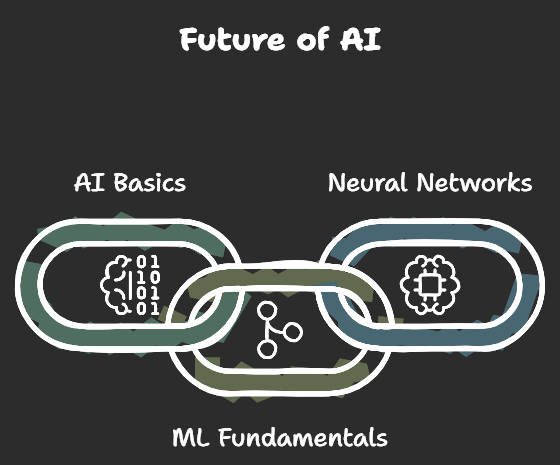 Future of AI
AI Basics
Neural Networks
01
10
01
01
ML Fundamentals